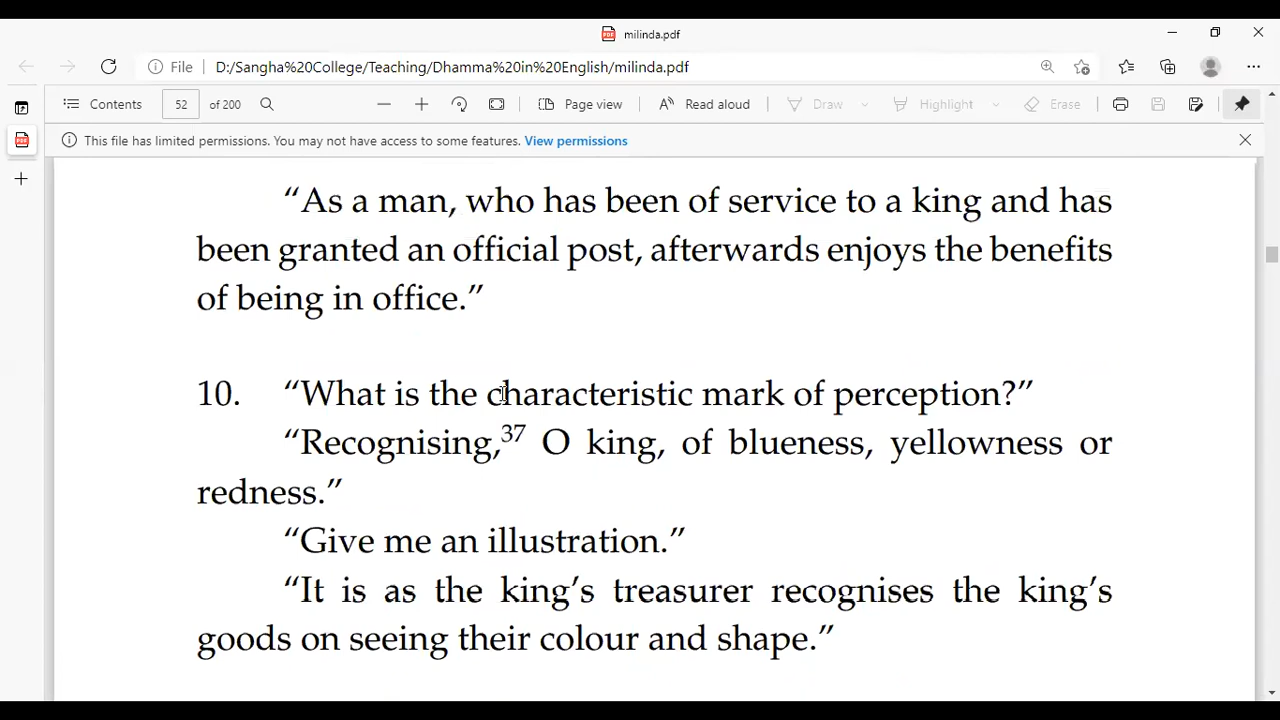 milinda.pdf
File | D:/Sangha%20College/Teaching/Dhamma%20in%20English/milinda.pdf
Contents 52 of 200 Page view Read aloud Draw Highlight Erase
This file has limited permissions. You may not have access to some features. View permissions
“As a man, who has been of service to a king and has
been granted an official post, afterwards enjoys the benefits
of being in office.”
10. “What is the characteristic mark of perception?”
“Recognising,37 O king, of blueness, yellowness or
redness.”
“Give me an illustration.”
“It is as the king’s treasurer recognises the king’s
goods on seeing their colour and shape.”